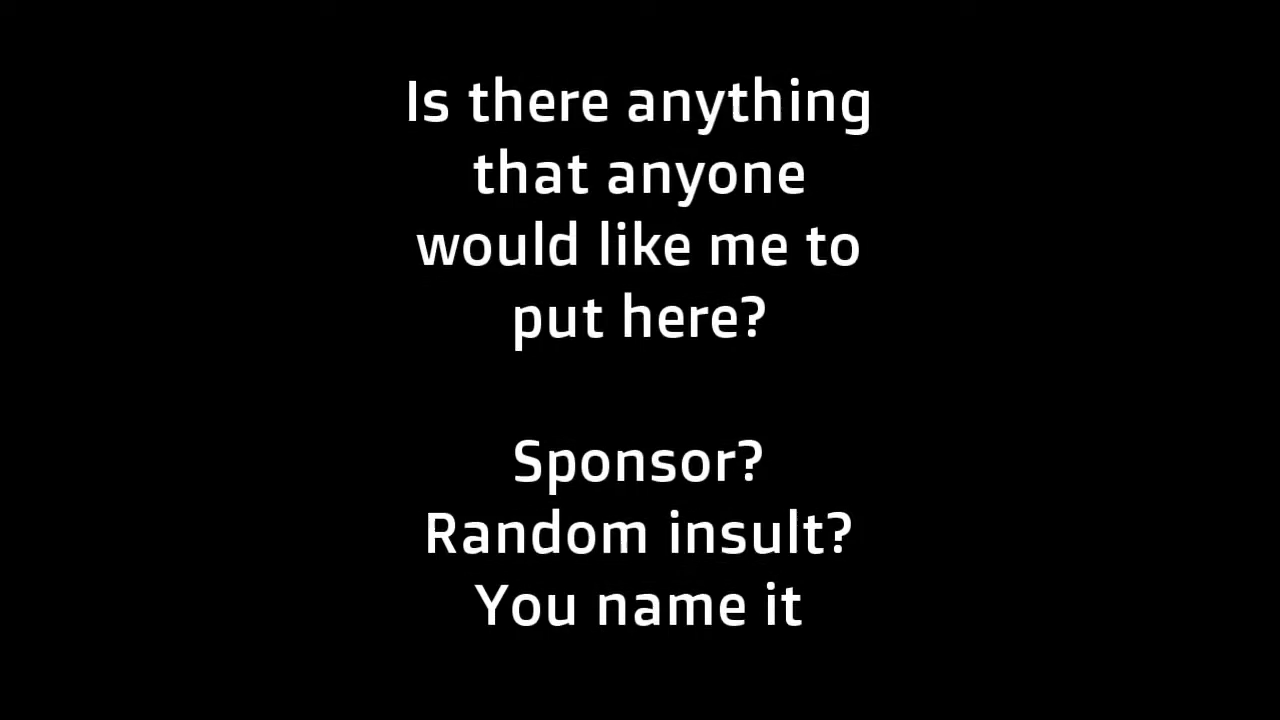 Is there anything
that anyone
would like me to
put here?
Sponsor?
Random insult?
You name it